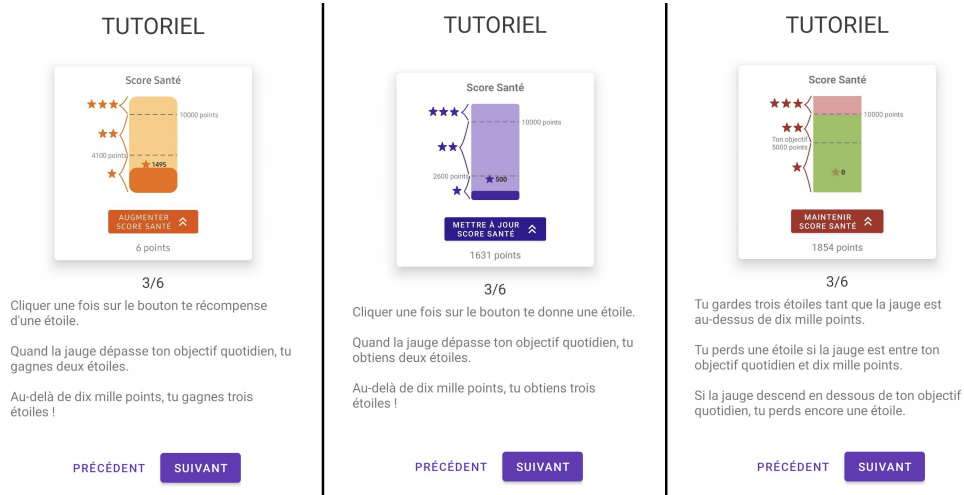 TUTORIEL
Score Santé
10000 points
4100 points
1495
AUGMENTER
SCORE SANTÉ
6 points
3/6
Cliquer une fois sur le bouton te récompense
d'une étoile.
Quand la jauge dépasse ton objectif quotidien, tu
gagnes deux étoiles.
Au-delà de dix mille points, tu gagnes trois
étoiles !
PRÉCÉDENT
SUIVANT
TUTORIEL
Score Santé
10000 points
2600 points
500
METTRE À JOUR
SCORE SANTÉ
1631 points
3/6
Cliquer une fois sur le bouton te donne une étoile.
Quand la jauge dépasse ton objectif quotidien, tu
obtiens deux étoiles.
Au-delà de dix mille points, tu obtiens trois
étoiles !
PRÉCÉDENT
SUIVANT
TUTORIEL
Score Santé
10000 points
Ton objectif
5000 points
0
MAINTENIR
SCORE SANTÉ
1854 points
3/6
Tu gardes trois étoiles tant que la jauge est
au-dessus de dix mille points.
Tu perds une étoile si la jauge est entre ton
objectif quotidien et dix mille points.
Si la jauge descend en dessous de ton objectif
quotidien, tu perds encore une étoile.
PRÉCÉDENT
SUIVANT